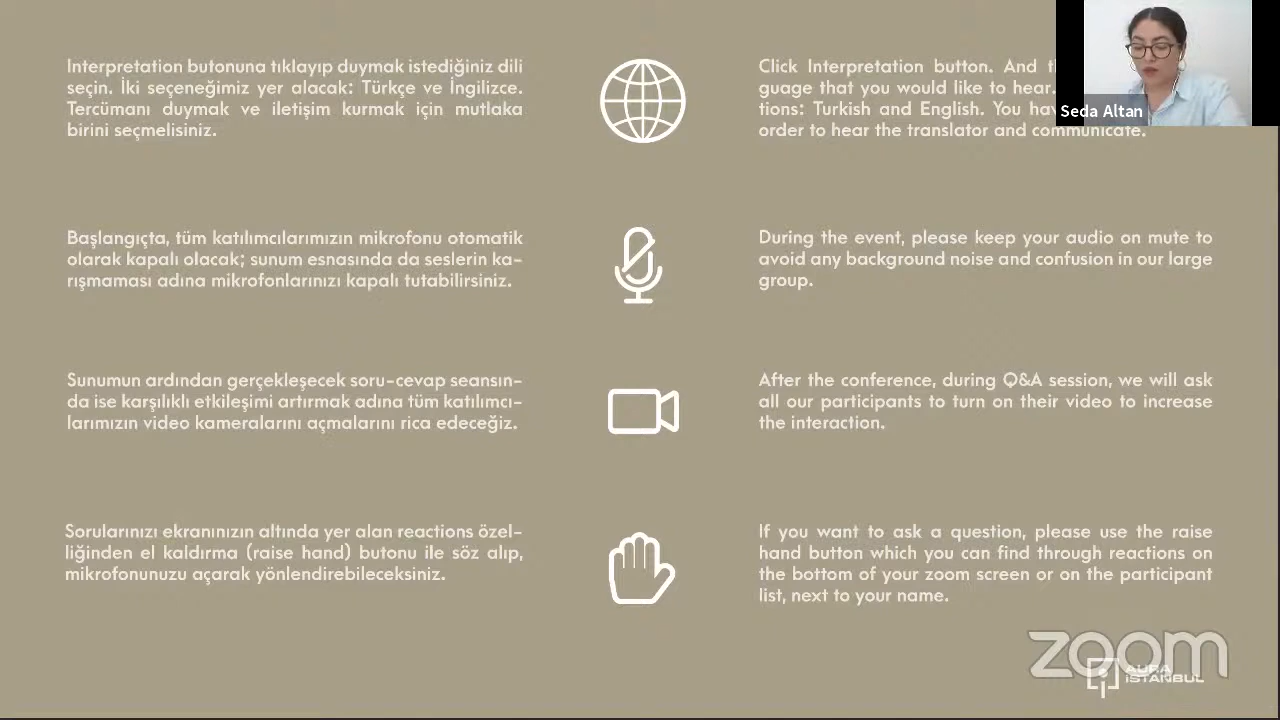 Interpretation butonuna tıklayıp duymak istediğiniz dili
seçin. İki seçeneğimiz yer alacak: Türkçe ve İngilizce.
Tercümanı duymak ve iletişim kurmak için mutlaka
birini seçmelisiniz.
Click Interpretation button. And
guage that you would like to hear.
tions: Turkish and English. You
order to hear the translator and communicate.
Seda Altan
Başlangıçta, tüm katılımcılarımızın mikrofonu otomatik
olarak kapalı olacak; sunum esnasında da seslerin ka-
rışmaması adına mikrofonlarınızı kapalı tutabilirsiniz.
During the event, please keep your audio on mute to
avoid any background noise and confusion in our large
group.
Sunumun ardından gerçekleşecek soru-cevap seansın-
da ise karşılıklı etkileşimi artırmak adına tüm katılımcı-
larımızın video kameralarını açmalarını rica edeceğiz.
After the conference, during Q&A session, we will ask
all our participants to turn on their video to increase
the interaction.
Sorularınızı ekranınızın altında yer alan reactions özel-
liğinden el kaldırma (raise hand) butonu ile söz alıp,
mikrofonunuzu açarak yönlendirebileceksiniz.
If you want to ask a question, please use the raise
hand button which you can find through reactions on
the bottom of your zoom screen or on the participant
list, next to your name.
zoom
AURA
iSTANBUL